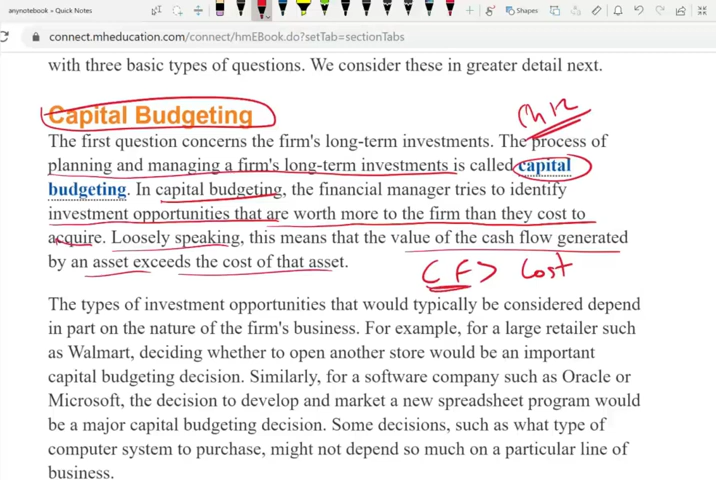 anynotebook - Quick Notes
Shapes
connect.mheducation.com/connect/hmEBook.do?setTab=sectionTabs
with three basic types of questions. We consider these in greater detail next.
Capital Budgeting
Ch 12
The first question concerns the firm's long-term investments. The process of
planning and managing a firm's long-term investments is called capital
budgeting. In capital budgeting, the financial manager tries to identify
investment opportunities that are worth more to the firm than they cost to
acquire. Loosely speaking, this means that the value of the cash flow generated
by an asset exceeds the cost of that asset.
CF > Cost
The types of investment opportunities that would typically be considered depend
in part on the nature of the firm's business. For example, for a large retailer such
as Walmart, deciding whether to open another store would be an important
capital budgeting decision. Similarly, for a software company such as Oracle or
Microsoft, the decision to develop and market a new spreadsheet program would
be a major capital budgeting decision. Some decisions, such as what type of
computer system to purchase, might not depend so much on a particular line of
business.